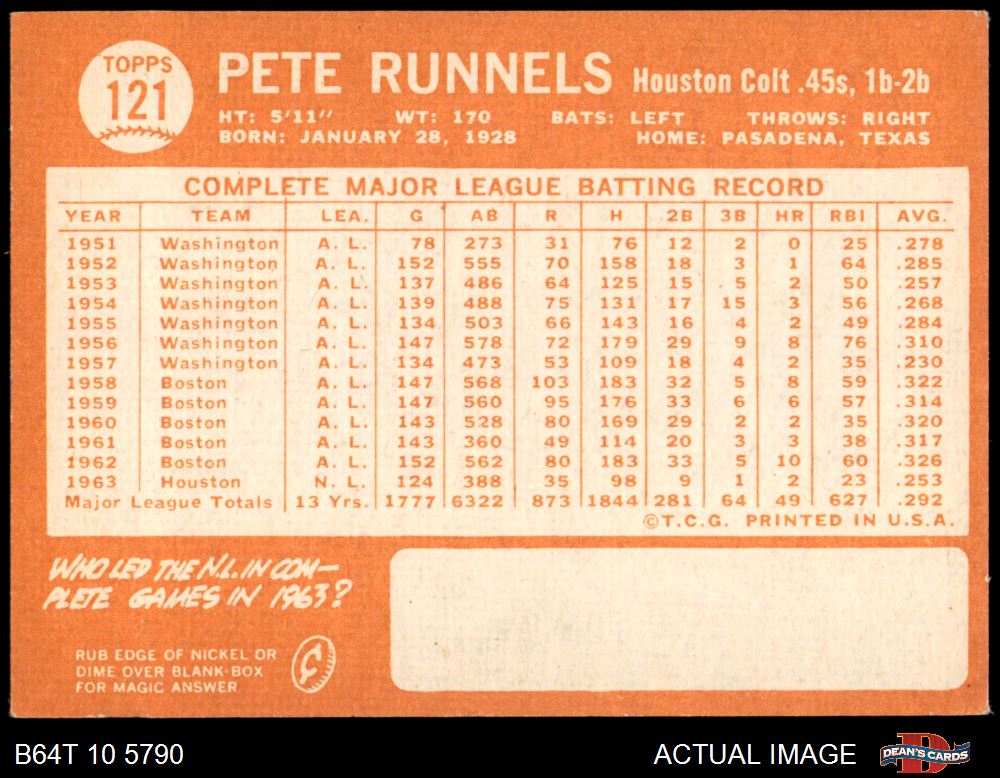 TOPPS
121
PETE RUNNELS Houston Colt .45s, 1b-2b
HT: 5'11" WT: 170 BATS: LEFT THROWS: RIGHT
BORN: JANUARY 28, 1928 HOME: PASADENA, TEXAS
COMPLETE MAJOR LEAGUE BATTING RECORD
YEAR TEAM LEA. G AB R H 2B 3B HR RBI AVG.
1951 Washington A. L. 78 273 31 76 12 2 0 25 .278
1952 Washington A. L. 152 555 70 158 18 3 1 64 .285
1953 Washington A. L. 137 486 64 125 15 5 2 50 .257
1954 Washington A. L. 139 488 75 131 17 15 3 56 .268
1955 Washington A. L. 134 503 66 143 16 4 2 49 .284
1956 Washington A. L. 147 578 72 179 29 9 8 76 .310
1957 Washington A. L. 134 473 53 109 18 4 2 35 .230
1958 Boston A. L. 147 568 103 183 32 5 8 59 .322
1959 Boston A. L. 147 560 95 176 33 6 6 57 .314
1960 Boston A. L. 143 528 80 169 29 2 2 35 .320
1961 Boston A. L. 143 360 49 114 20 3 3 38 .317
1962 Boston A. L. 152 562 80 183 33 5 10 60 .326
1963 Houston N. L. 124 388 35 98 9 1 2 23 .253
Major League Totals 13 Yrs. 1777 6322 873 1844 281 64 49 627 .292
©T.C.G. PRINTED IN U.S.A.
WHO LED THE N.L. IN COM-
PLETE GAMES IN 1963?
RUB EDGE OF NICKEL OR
DIME OVER BLANK-BOX
FOR MAGIC ANSWER
¢
B64T 10 5790 ACTUAL IMAGE DEAN'S CARDS